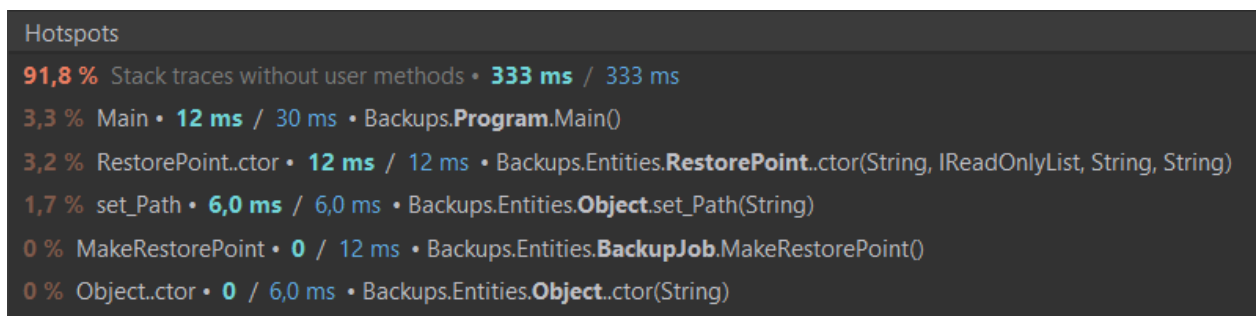 Hotspots
91,8 % Stack traces without user methods • 333 ms / 333 ms
3,3 % Main • 12 ms / 30 ms • Backups.Program.Main()
3,2 % RestorePoint..ctor • 12 ms / 12 ms • Backups.Entities.RestorePoint..ctor(String, IReadOnlyList, String, String)
1,7 % set_Path • 6,0 ms / 6,0 ms • Backups.Entities.Object.set_Path(String)
0 % MakeRestorePoint • 0 / 12 ms • Backups.Entities.BackupJob.MakeRestorePoint()
0 % Object..ctor • 0 / 6,0 ms • Backups.Entities.Object..ctor(String)